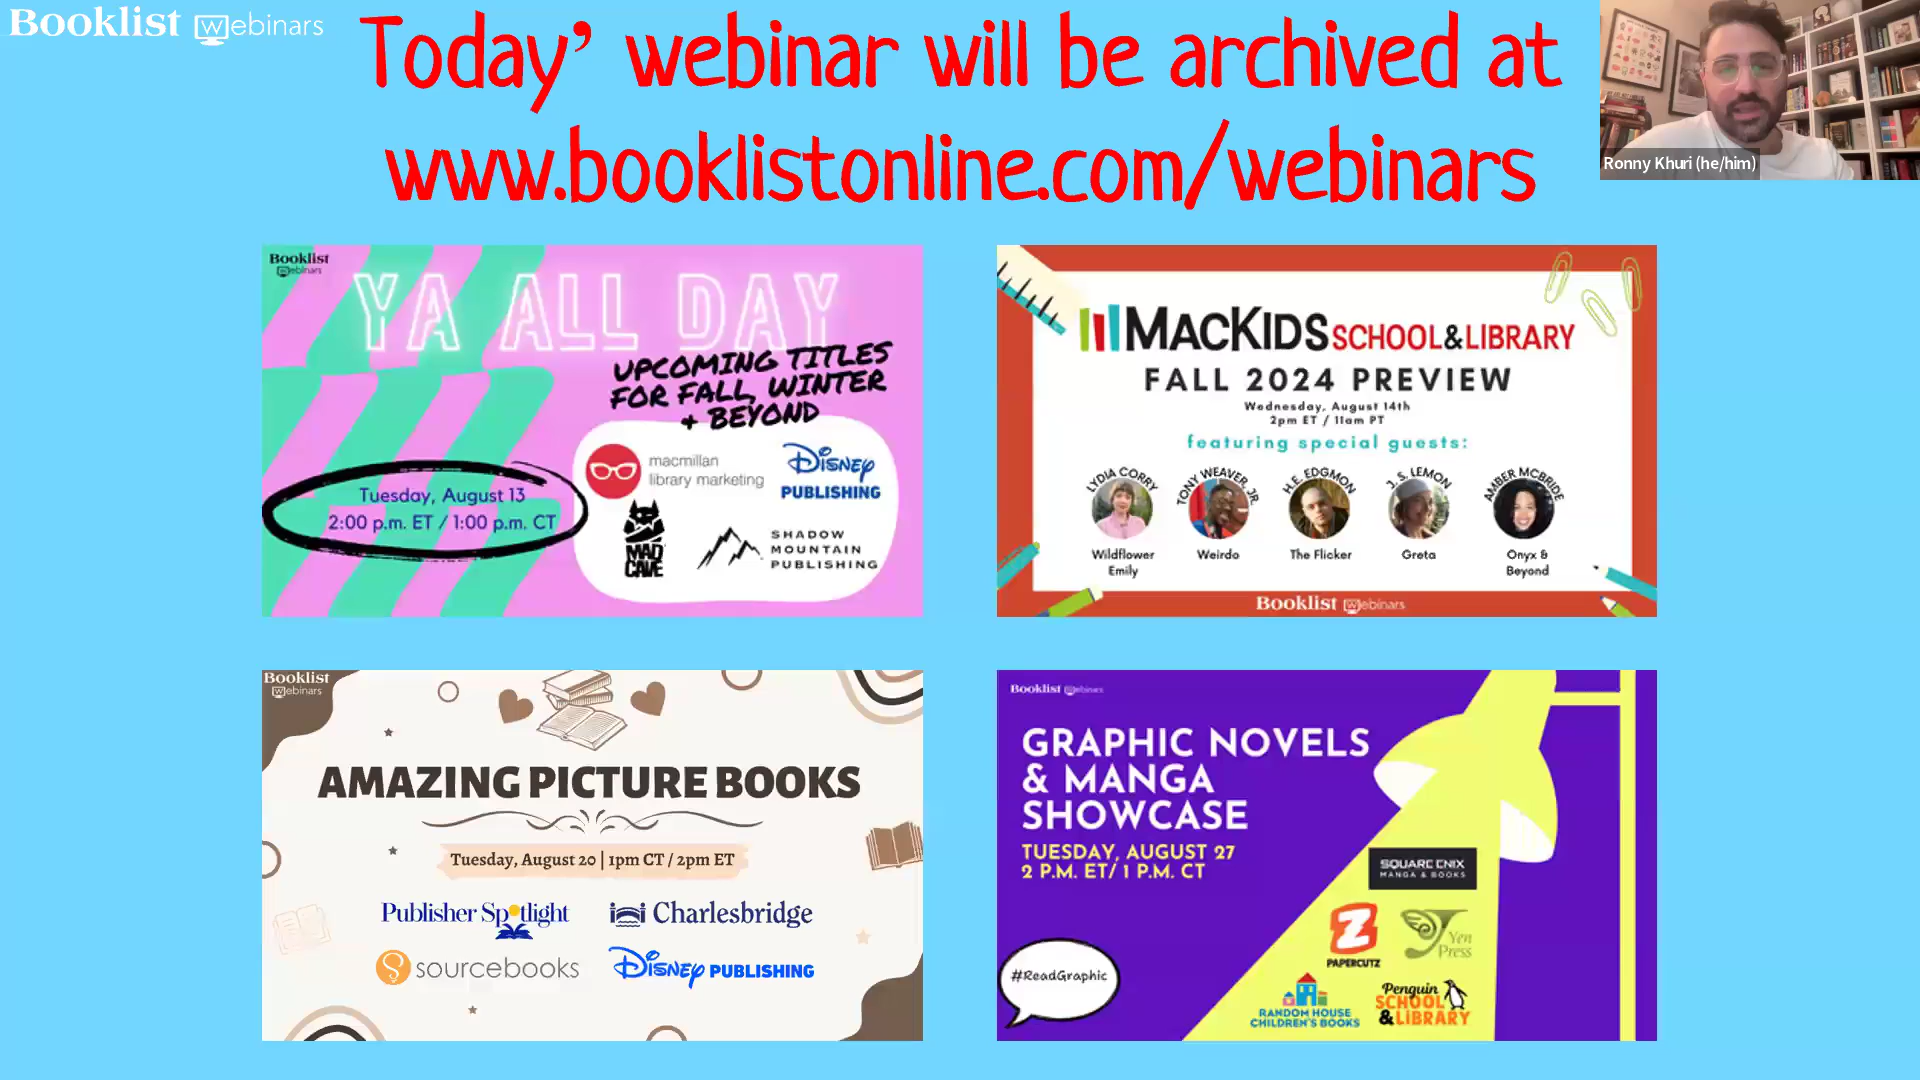 Booklist Webinars
Today’ webinar will be archived at
www.booklistonline.com/webinars
Ronny Khuri (he/him)
Booklist
Webinars
YA ALL DAY
UPCOMING TITLES
FOR FALL, WINTER
+ BEYOND
Tuesday, August 13
2:00 p.m. ET / 1:00 p.m. CT
macmillan
library marketing
DISNEY
PUBLISHING
MAD
CAVE
SHADOW
MOUNTAIN
PUBLISHING
MACKIDS SCHOOL&LIBRARY
FALL 2024 PREVIEW
Wednesday, August 14th
2pm ET / 11am PT
featuring special guests:
LYDIA CORRY
TONY WEAVER, JR.
H.E. EDGMON
J. S. LEMON
AMBER MCBRIDE
Wildflower
Emily
Weirdo
The Flicker
Greta
Onyx &
Beyond
Booklist Webinars
Booklist
Webinars
AMAZING PICTURE BOOKS
Tuesday, August 20 | 1pm CT / 2pm ET
Publisher Spotlight
Charlesbridge
sourcebooks
DISNEY PUBLISHING
Booklist Webinars
GRAPHIC NOVELS
& MANGA
SHOWCASE
TUESDAY, AUGUST 27
2 P.M. ET/ 1 P.M. CT
SQUARE ENIX
MANGA & BOOKS
Z
PAPERCUTZ
Yen
Press
#ReadGraphic
RANDOM HOUSE
CHILDREN'S BOOKS
Penguin
SCHOOL
& LIBRARY